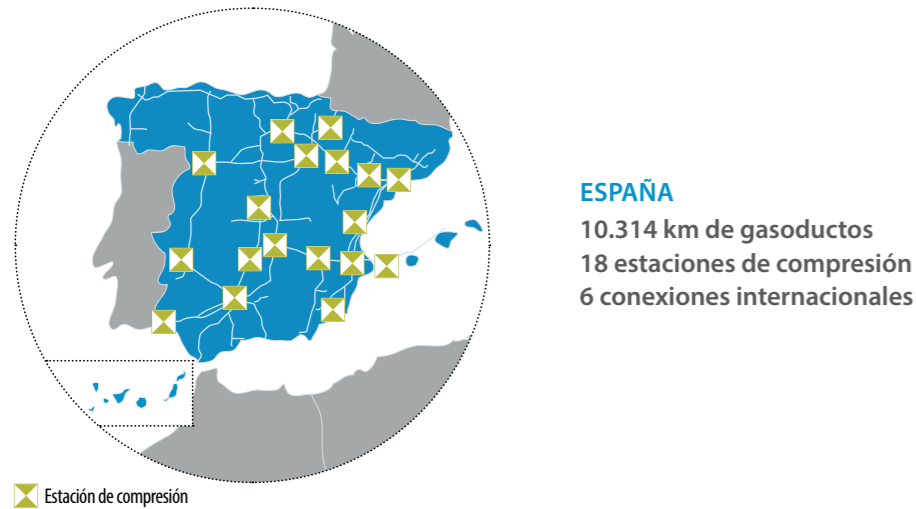 ESPAÑA
10.314 km de gasoductos
18 estaciones de compresión
6 conexiones internacionales
Estación de compresión